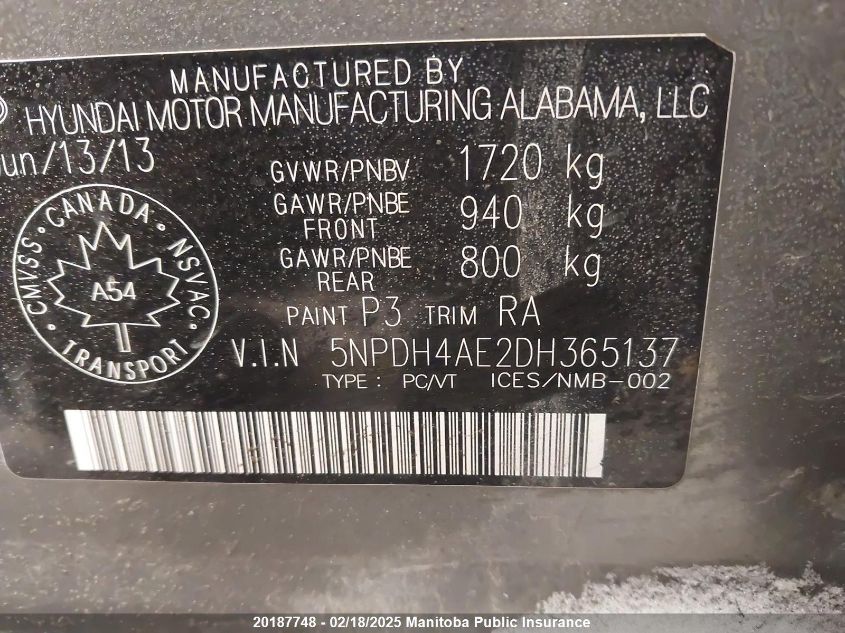 MANUFACTURED BY
HYUNDAI MOTOR MANUFACTURING ALABAMA, LLC
Jun/13/13
GVWR/PNBV 1720 kg
GAWR/PNBE FRONT 940 kg
GAWR/PNBE REAR 800 kg
PAINT P3 TRIM RA
V.I.N 5NPDH4AE2DH365137
TYPE: PC/VT ICES/NMB-002
CANADA
CMVSS
NSVAC
A54
TRANSPORT
20187748 - 02/18/2025 Manitoba Public Insurance